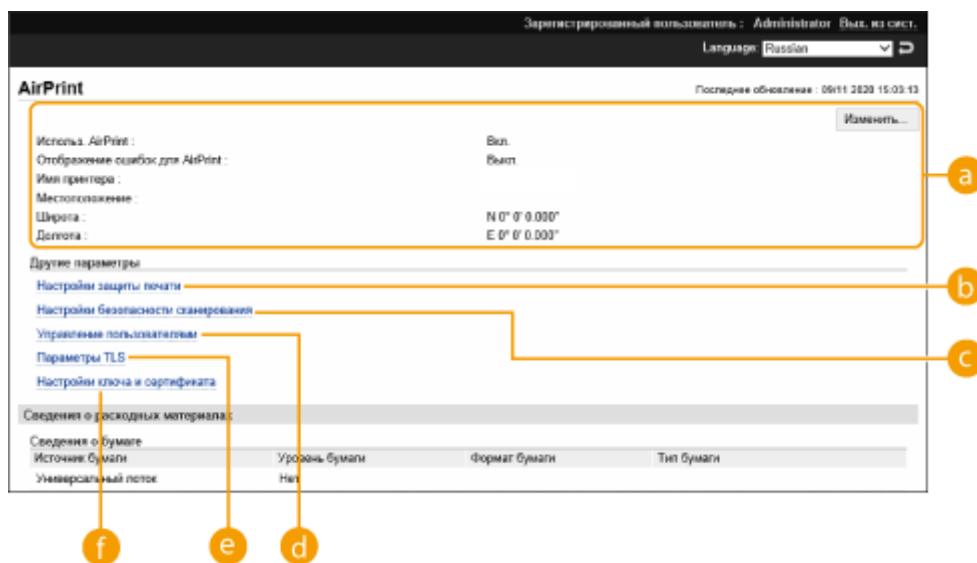 Зарегистрированный пользователь : Administrator Вых. из сист.
Language: Russian
AirPrint
Последнее обновление : 09/11 2020 15:03:13
Изменить...
Использ. AirPrint : Вкл.
Отображение ошибок для AirPrint : Выкл.
Имя принтера :
Местоположение :
Широта : N 0° 0' 0.000"
Долгота : E 0° 0' 0.000"
a
Другие параметры
Настройки защиты печати
b
Настройки безопасности сканирования
Управление пользователями
Параметры TLS
c
Настройки ключа и сертификата
Сведения о расходных материалах
Сведения о бумаге
Источник бумаги Уровень бумаги Формат бумаги Тип бумаги
Универсальный лоток Нет
f e d